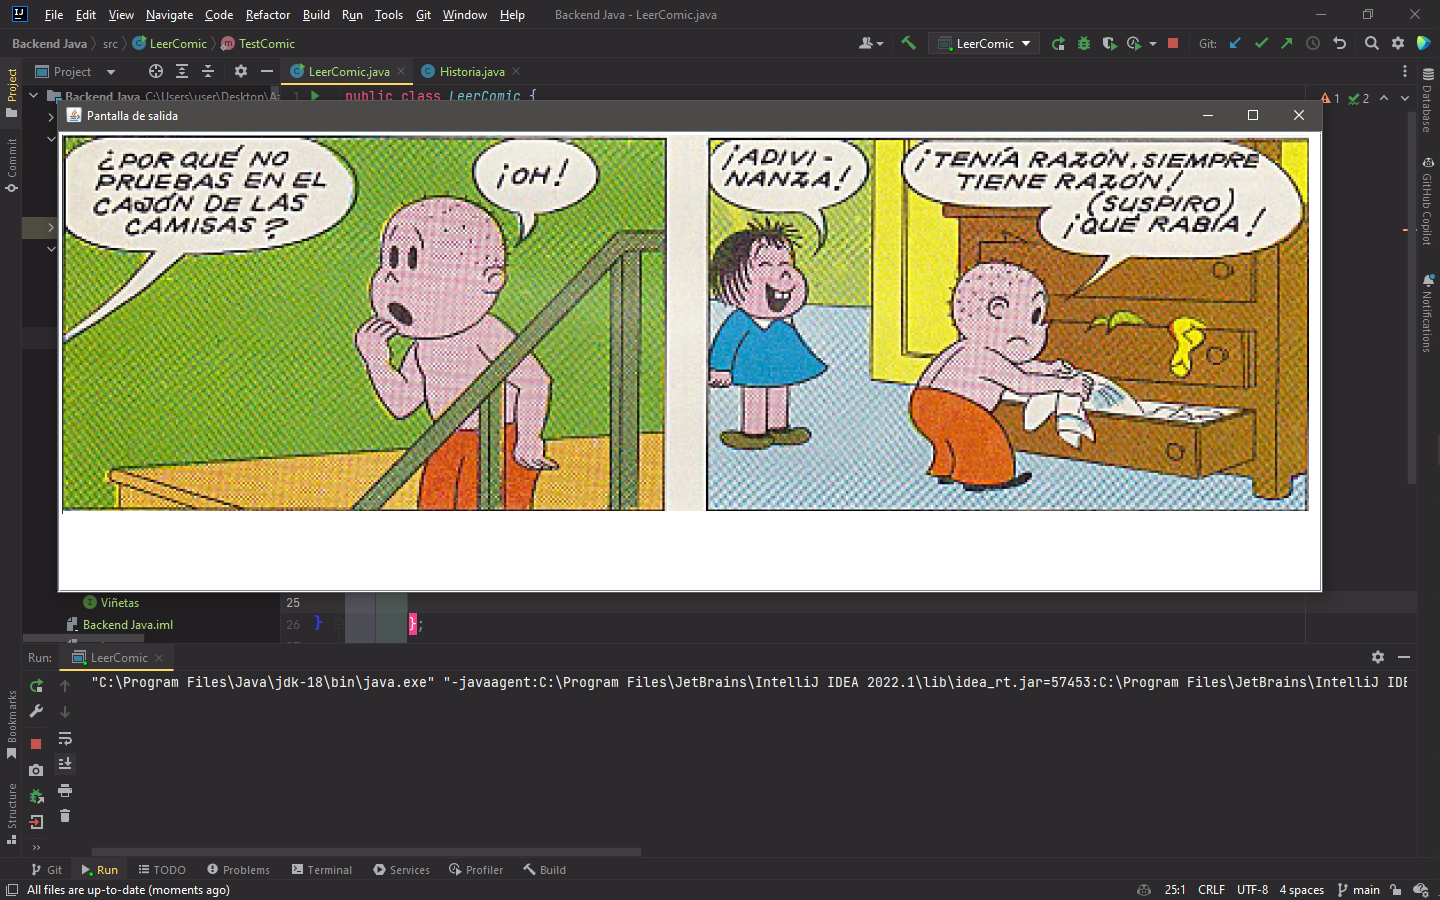 File Edit View Navigate Code Refactor Build Run Tools Git Window Help Backend Java - LeerComic.java
Backend Java src LeerComic TestComic LeerComic Git:
Project LeerComic.java Historia.java
Backend Java C:\Users\user\Desktop\A 1 public class LeerComic { 1 2
Pantalla de salida
¿POR QUÉ NO
PRUEBAS EN EL
CAJÓN DE LAS
CAMISAS?
¡OH!
¡ADIVI-
NANZA!
¡TENÍA RAZÓN, SIEMPRE
TIENE RAZÓN!
(SUSPIRO)
¡QUÉ RABIA!
Viñetas 25
Backend Java.iml 26 } };
Run: LeerComic
"C:\Program Files\Java\jdk-18\bin\java.exe" "-javaagent:C:\Program Files\JetBrains\IntelliJ IDEA 2022.1\lib\idea_rt.jar=57453:C:\Program Files\JetBrains\IntelliJ IDE
Git Run TODO Problems Terminal Services Profiler Build
All files are up-to-date (moments ago) 25:1 CRLF UTF-8 4 spaces main
Project
Commit
Bookmarks
Structure
Database
GitHub Copilot
Notifications